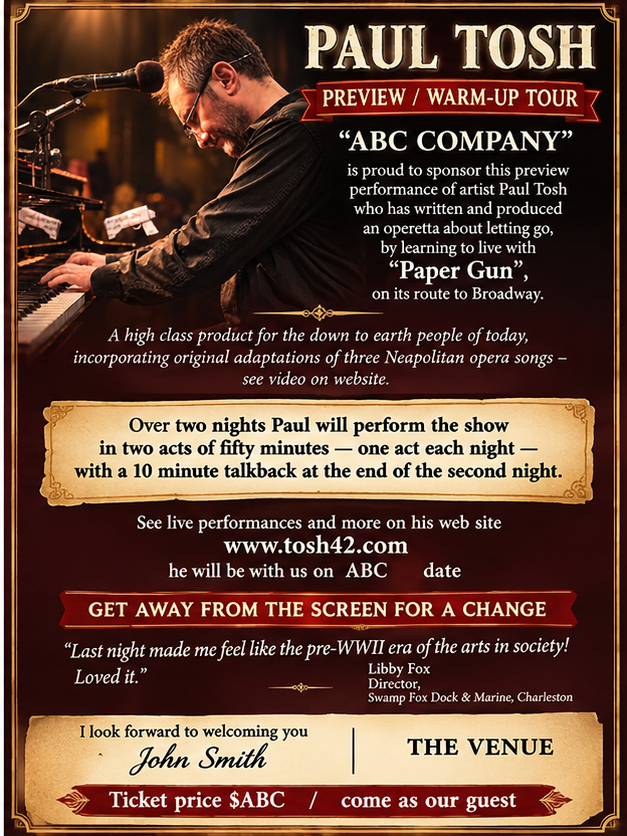 PAUL TOSH
PREVIEW / WARM-UP TOUR
“ABC COMPANY”
is proud to sponsor this preview
performance of artist Paul Tosh
who has written and produced
an operetta about letting go,
by learning to live with
“Paper Gun”,
on its route to Broadway.
A high class product for the down to earth people of today,
incorporating original adaptations of three Neapolitan opera songs –
see video on website.
Over two nights Paul will perform the show
in two acts of fifty minutes — one act each night —
with a 10 minute talkback at the end of the second night.
See live performances and more on his web site
www.tosh42.com
he will be with us on ABC date
GET AWAY FROM THE SCREEN FOR A CHANGE
“Last night made me feel like the pre-WWII era of the arts in society!
Loved it.”
Libby Fox
Director,
Swamp Fox Dock & Marine, Charleston
I look forward to welcoming you
John Smith
THE VENUE
Ticket price $ABC / come as our guest